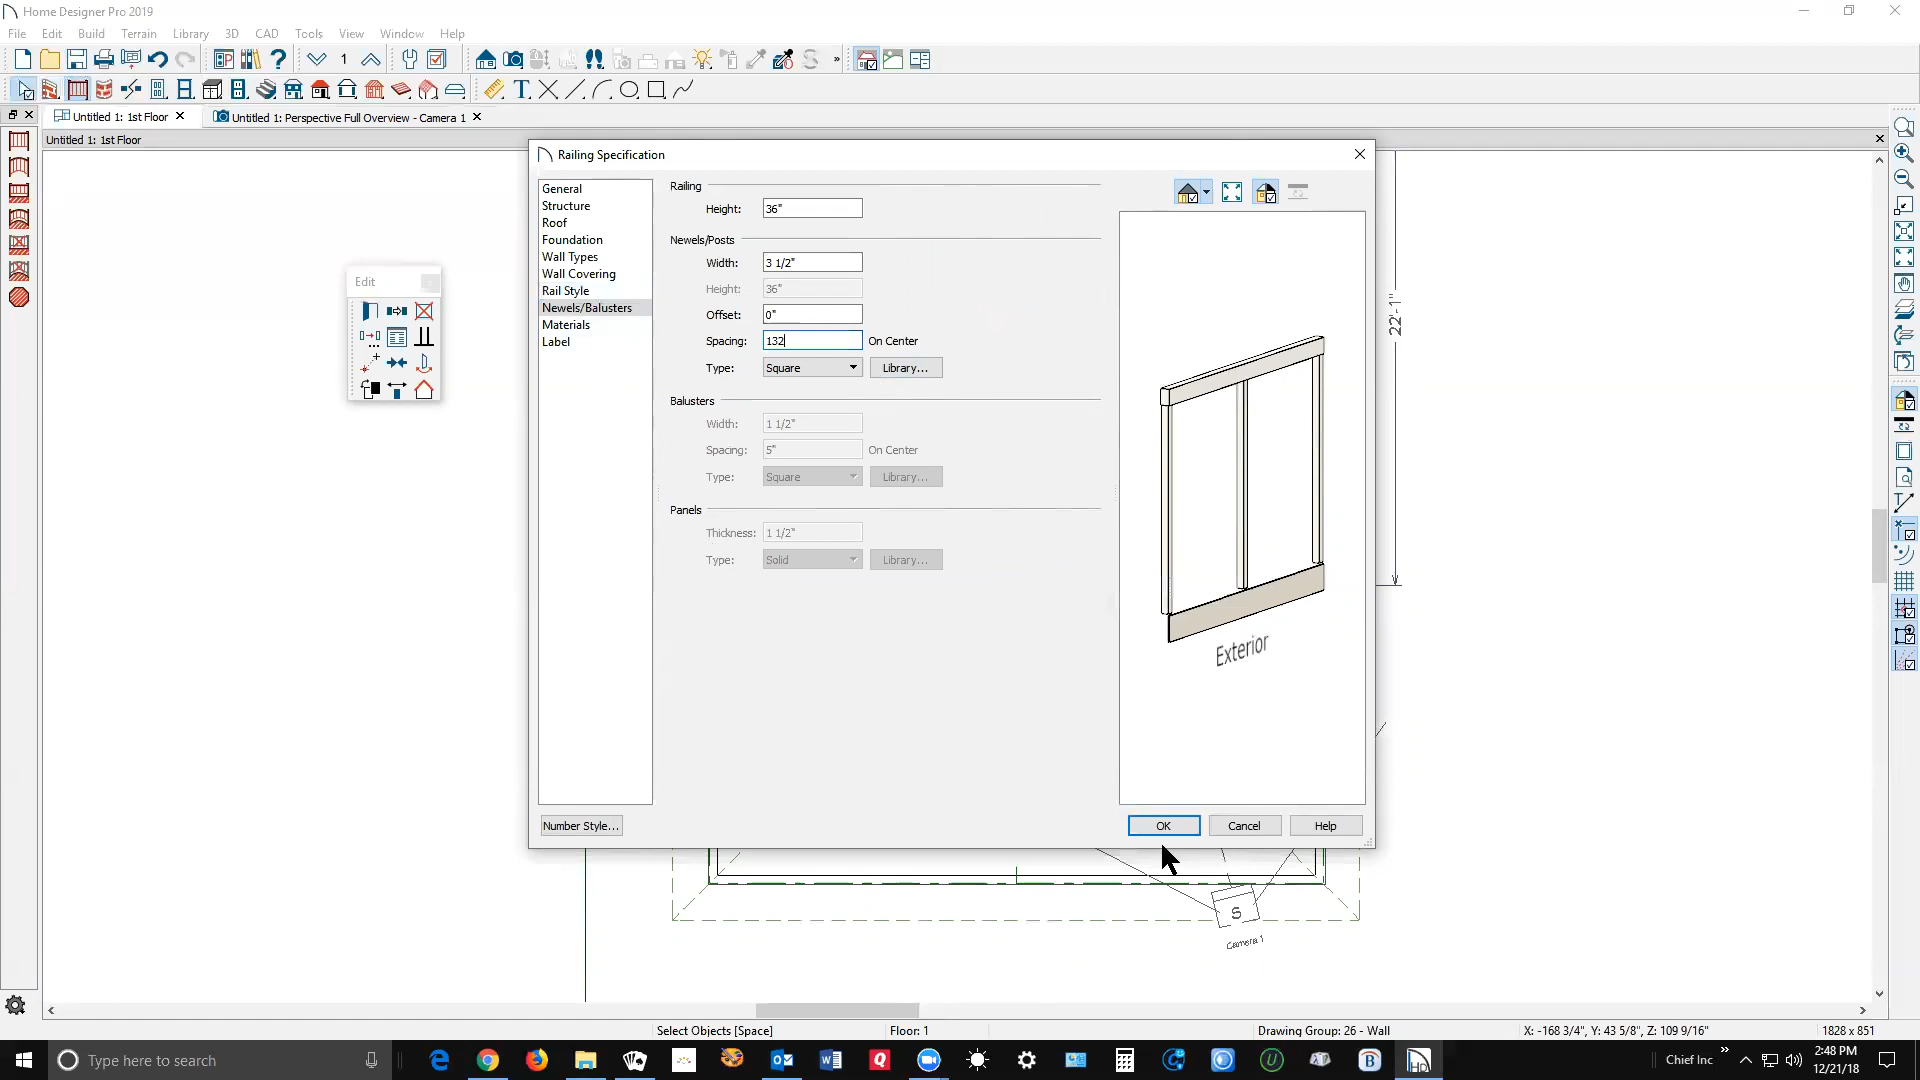 Home Designer Pro 2019
File Edit Build Terrain Library 3D CAD Tools View Window Help
1
Untitled 1: 1st Floor
Untitled 1: Perspective Full Overview - Camera 1
Untitled 1: 1st Floor
Railing Specification
General
Structure
Roof
Foundation
Wall Types
Wall Covering
Rail Style
Newels/Balusters
Materials
Label
Railing
Height: 36"
Newels/Posts
Width: 3 1/2"
Height: 36"
Offset: 0"
Spacing: 132 On Center
Type: Square Library...
Balusters
Width: 1 1/2"
Spacing: 5" On Center
Type: Square Library...
Panels
Thickness: 1 1/2"
Type: Solid Library...
Exterior
Number Style...
OK Cancel Help
Edit
22'-1"
S
Camera 1
Select Objects [Space] Floor: 1 Drawing Group: 26 - Wall X: -168 3/4", Y: 43 5/8", Z: 109 9/16" 1828 x 851
Type here to search
Chief Inc
2:48 PM
12/21/18